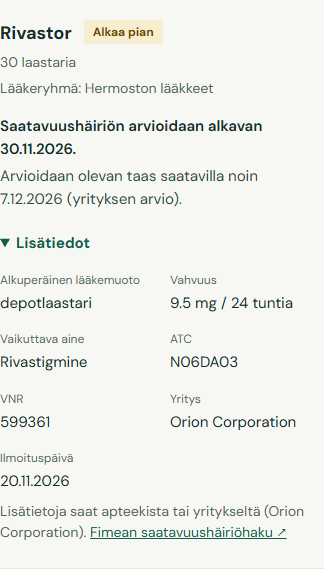 Rivastor Alkaa pian
30 laastaria
Lääkeryhmä: Hermoston lääkkeet
Saatavuushäiriön arvioidaan alkavan
30.11.2026.
Arvioidaan olevan taas saatavilla noin
7.12.2026 (yrityksen arvio).
▼ Lisätiedot
Alkuperäinen lääkemuoto Vahvuus
depotlaastari 9.5 mg / 24 tuntia
Vaikuttava aine ATC
Rivastigmine N06DA03
VNR Yritys
599361 Orion Corporation
Ilmoituspäivä
20.11.2026
Lisätietoja saat apteekista tai yritykseltä (Orion
Corporation). Fimean saatavuushäiriöhaku ↗